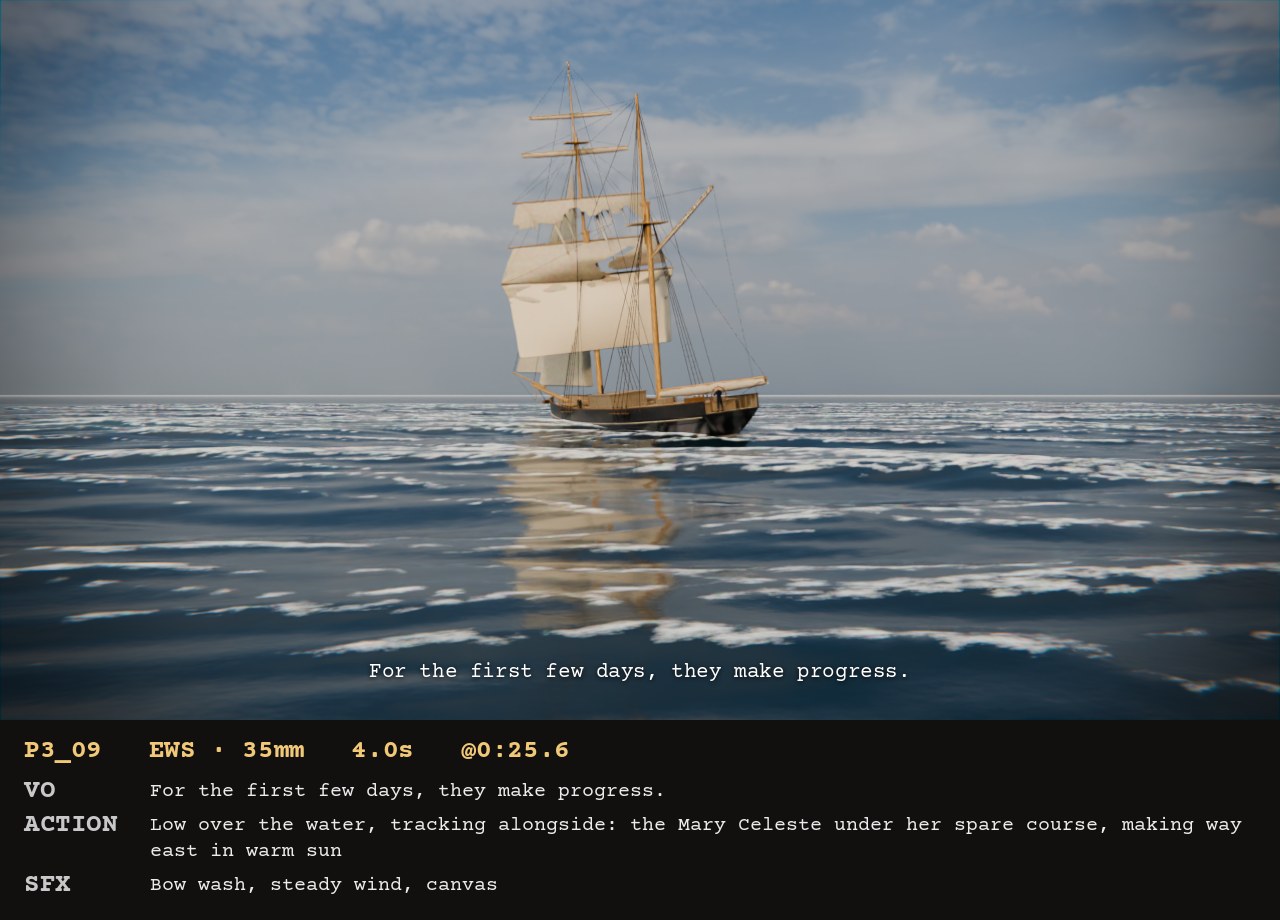 For the first few days, they make progress.
P3_09 EWS · 35mm 4.0s @0:25.6
VO For the first few days, they make progress.
ACTION Low over the water, tracking alongside: the Mary Celeste under her spare course, making way
east in warm sun
SFX Bow wash, steady wind, canvas